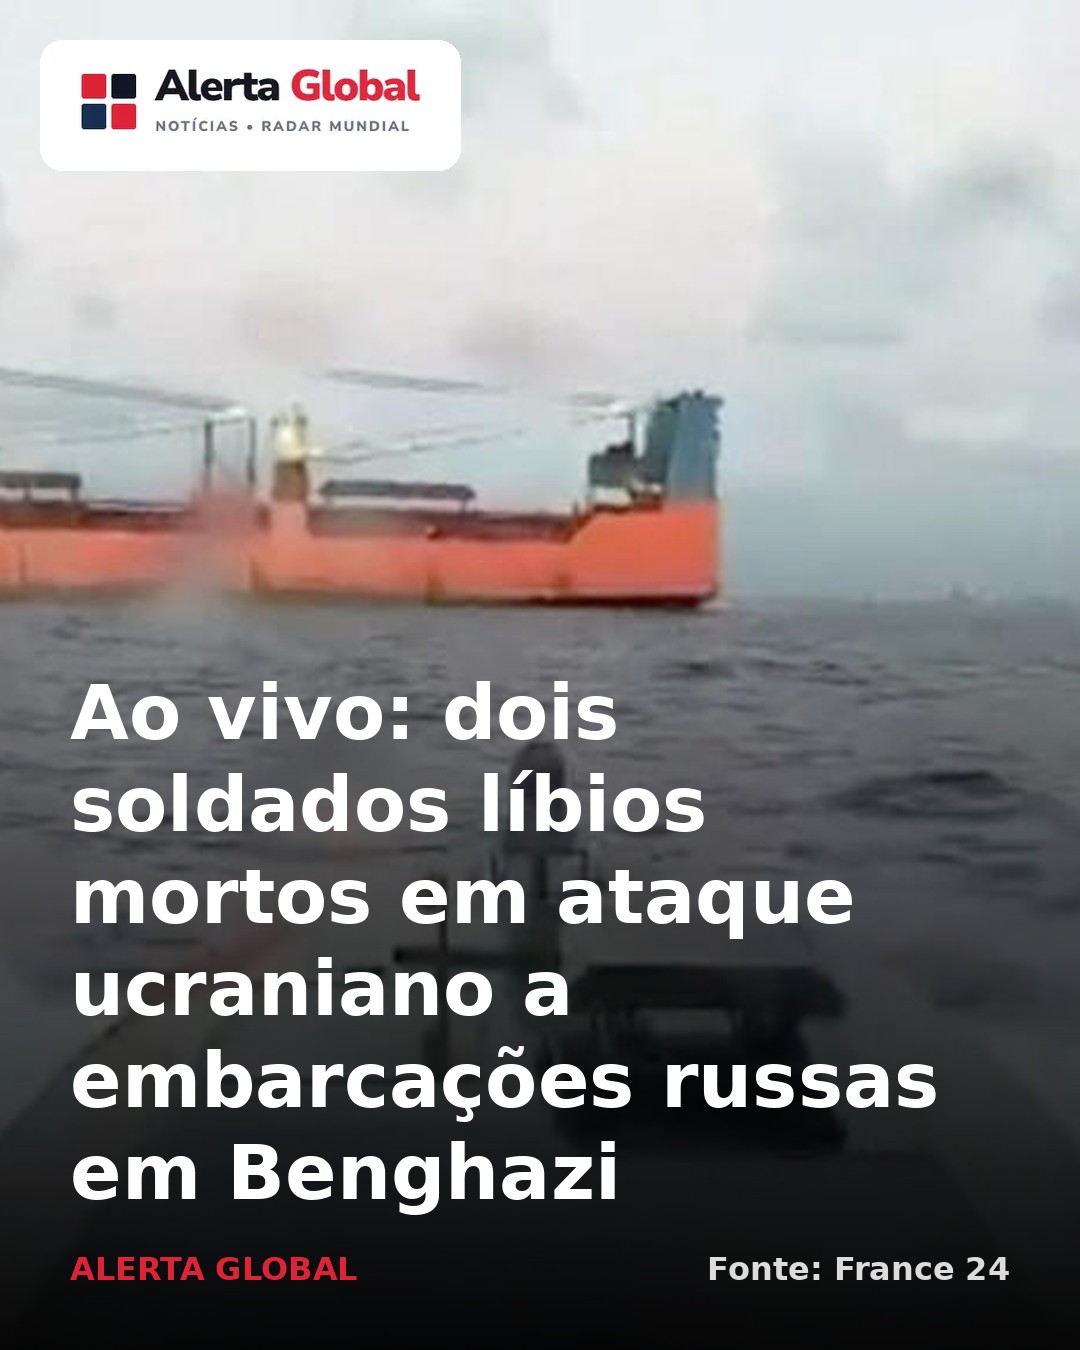 Alerta Global
NOTÍCIAS • RADAR MUNDIAL
Ao vivo: dois
soldados líbios
mortos em ataque
ucraniano a
embarcações russas
em Benghazi
ALERTA GLOBAL
Fonte: France 24